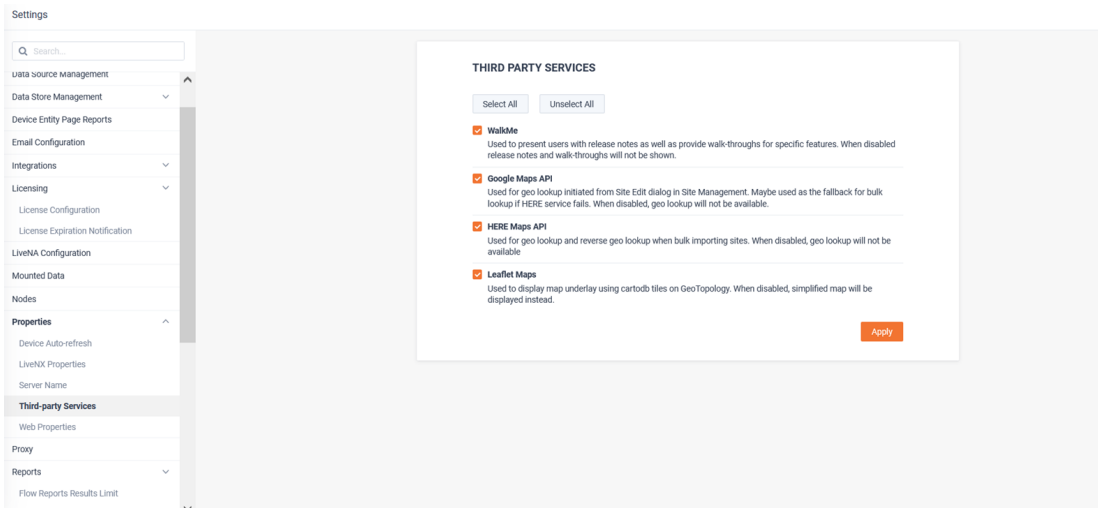 Settings
Search...
Data Source Management
Data Store Management
Device Entity Page Reports
Email Configuration
Integrations
Licensing
License Configuration
License Expiration Notification
LiveNA Configuration
Mounted Data
Nodes
Properties
Device Auto-refresh
LiveNX Properties
Server Name
Third-party Services
Web Properties
Proxy
Reports
Flow Reports Results Limit
THIRD PARTY SERVICES
Select All
Unselect All
WalkMe
Used to present users with release notes as well as provide walk-throughs for specific features. When disabled
release notes and walk-throughs will not be shown.
Google Maps API
Used for geo lookup initiated from Site Edit dialog in Site Management. Maybe used as the fallback for bulk
lookup if HERE service fails. When disabled, geo lookup will not be available.
HERE Maps API
Used for geo lookup and reverse geo lookup when bulk importing sites. When disabled, geo lookup will not be
available
Leaflet Maps
Used to display map underlay using cartodb tiles on GeoTopology. When disabled, simplified map will be
displayed instead.
Apply